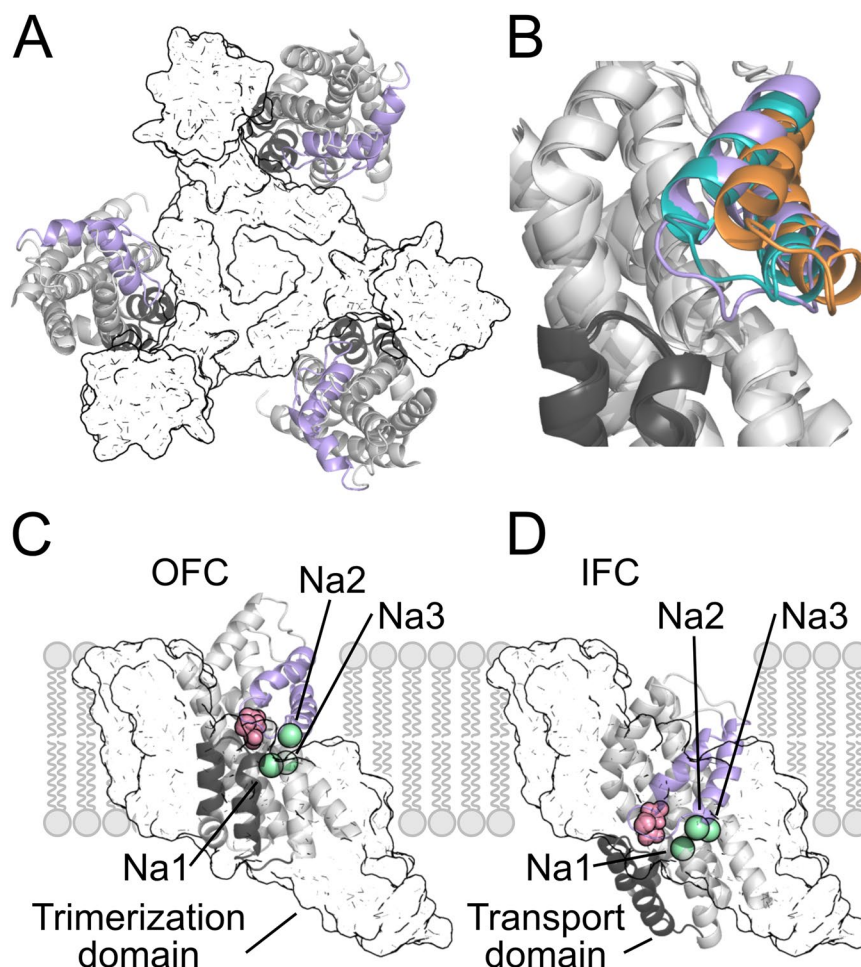 A
B
C
OFC
Na2
Na3
Na1
Trimerization
domain
D
IFC
Na2
Na3
Na1
Transport
domain